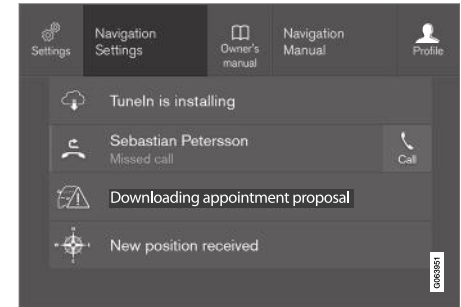 Settings
Navigation
Settings
Owner's
manual
Navigation
Manual
Profile
TuneIn is installing
Sebastian Petersson
Missed call
Call
Downloading appointment proposal
New position received
G063951